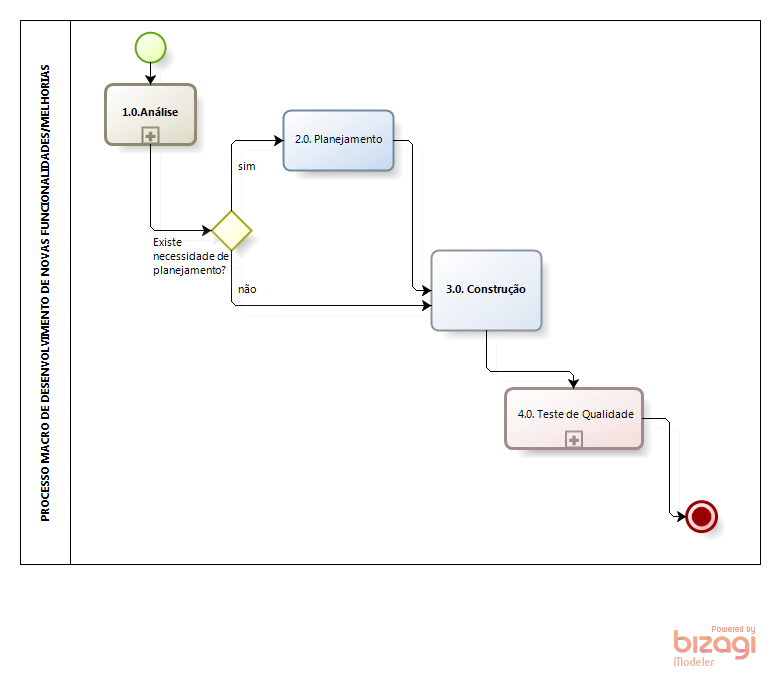 PROCESSO MACRO DE DESENVOLVIMENTO DE NOVAS FUNCIONALIDADES/MELHORIAS
1.0.Análise
2.0. Planejamento
sim
Existe
necessidade de
planejamento?
não
3.0. Construção
4.0. Teste de Qualidade
Powered by
bizagi
Modeler